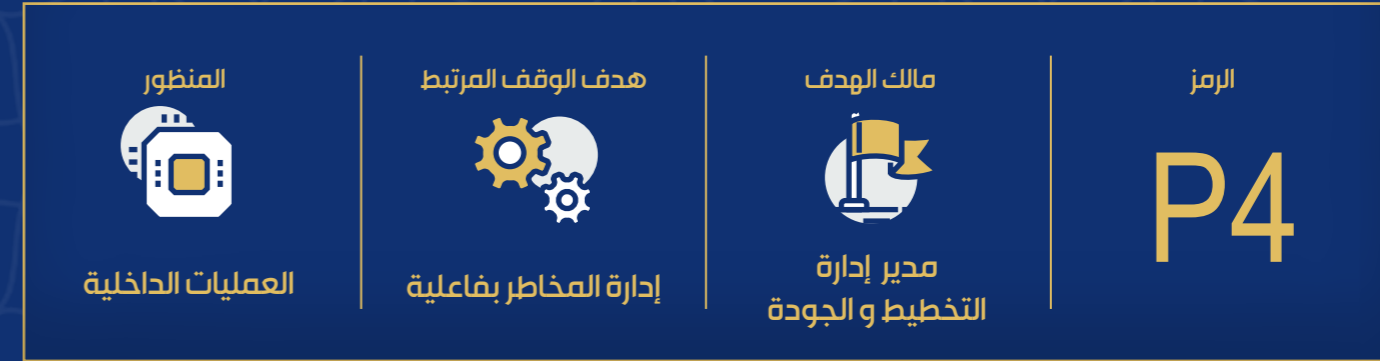 الرمز
P4
مالك الهدف
مدير إدارة
التخطيط و الجودة
هدف الوقف المرتبط
إدارة المخاطر بفاعلية
المنظور
العمليات الداخلية